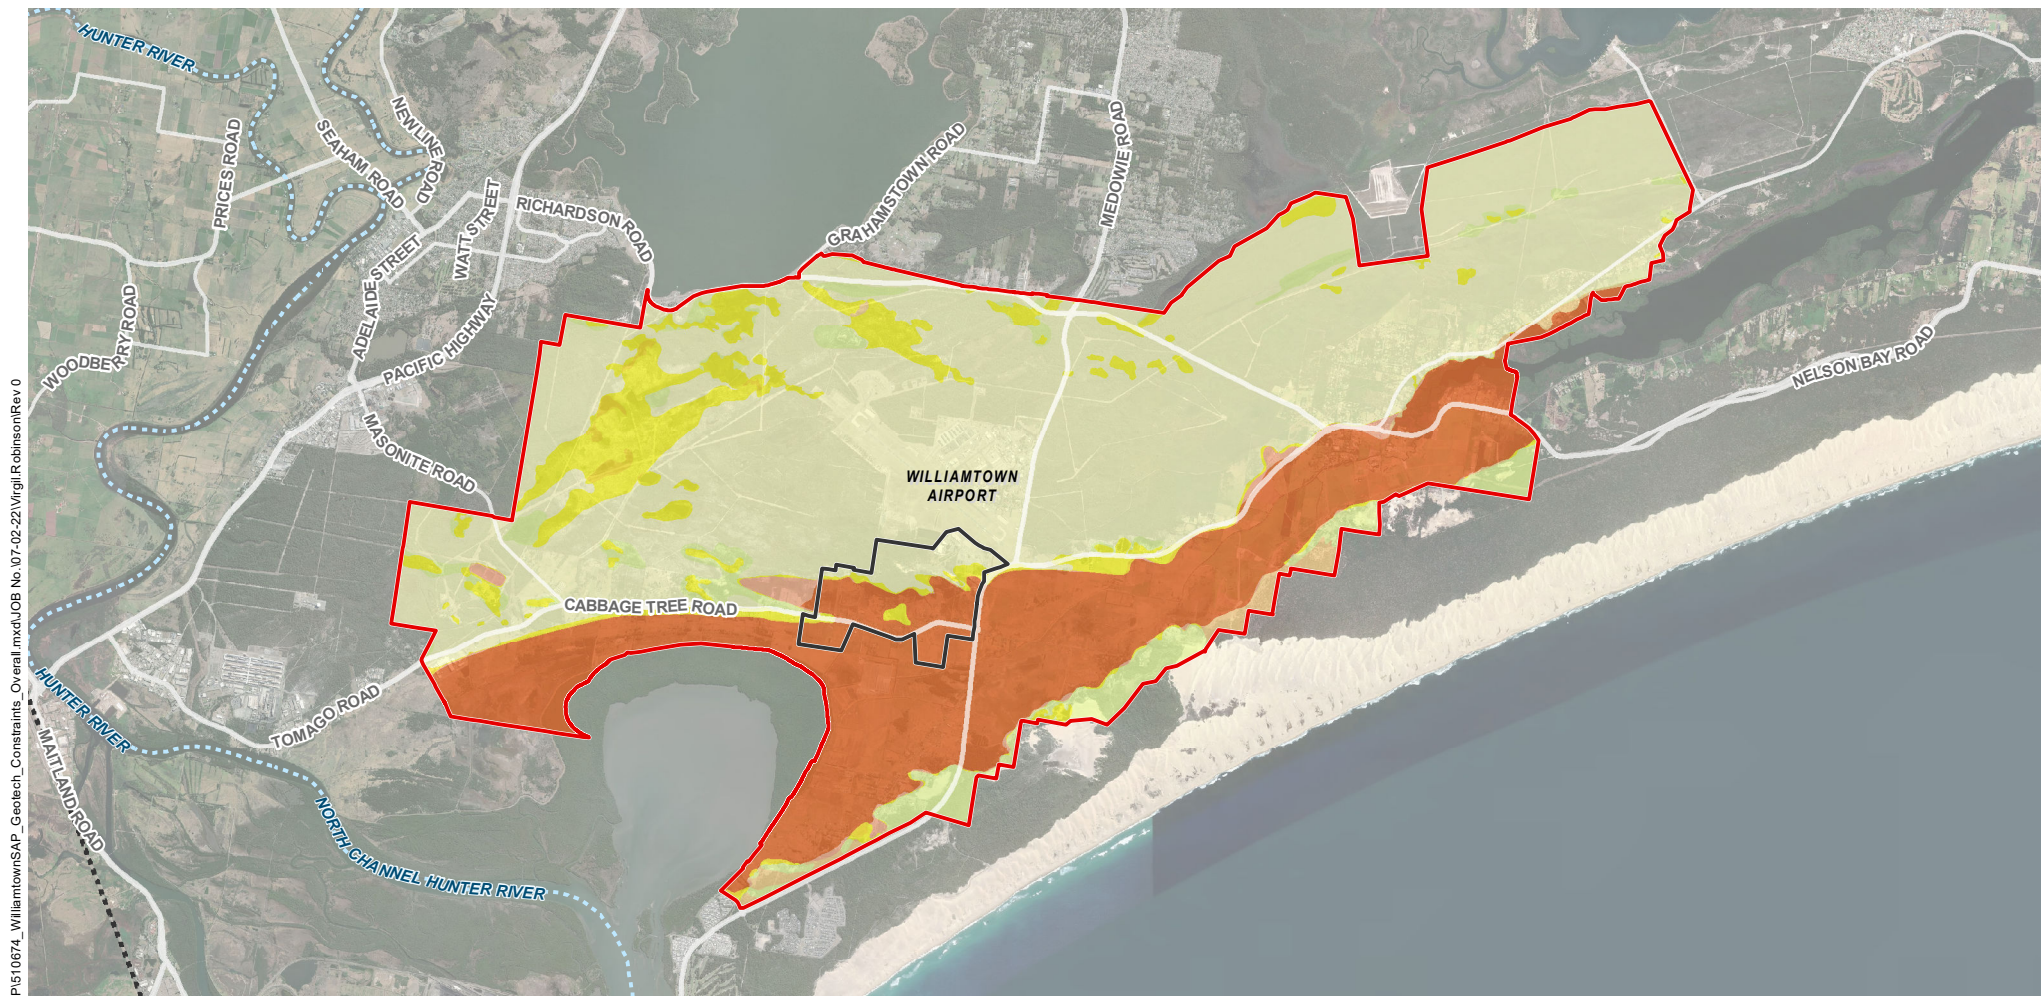 HUNTER RIVER
NEWLINE ROAD
SEAHAM ROAD
PRICES ROAD
WATT STREET
RICHARDSON ROAD
GRAHAMSTOWN ROAD
MEDOWIE ROAD
ADELAIDE STREET
PACIFIC HIGHWAY
WOODBERRY ROAD
NELSON BAY ROAD
MASONITE ROAD
WILLIAMTOWN
AIRPORT
CABBAGE TREE ROAD
TOMAGO ROAD
HUNTER RIVER
MAITLAND ROAD
NORTH CHANNEL HUNTER RIVER
P\510674_WilliamtownSAP_Geotech_Constraints_Overall.mxd\JOB No.\07-02-22\Virgil.Robinson\Rev 0